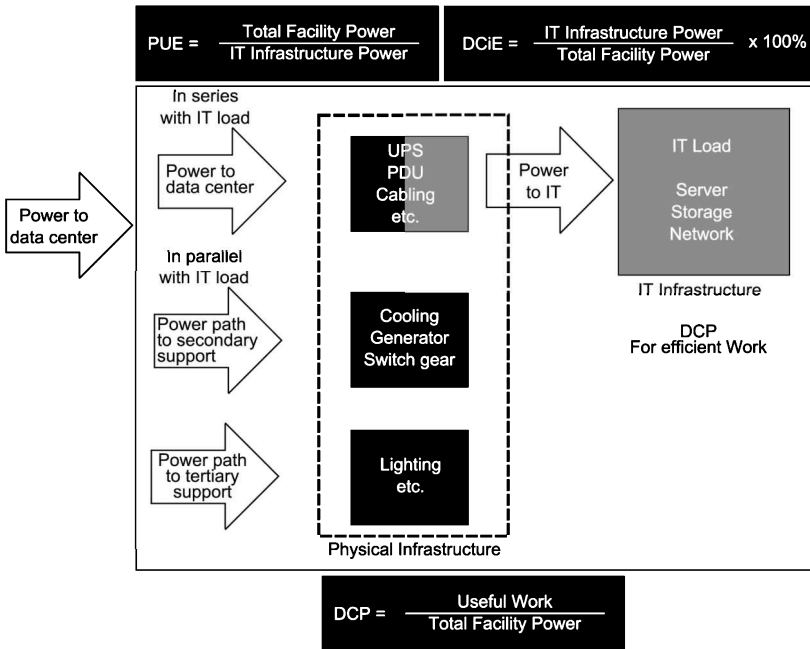 PUE = Total Facility Power
IT Infrastructure Power
DCiE = IT Infrastructure Power x 100%
Total Facility Power
In series
with IT load
Power to
data center
Power to
data center
In parallel
with IT load
Power path
to secondary
support
Power path
to tertiary
support
UPS
PDU
Cabling
etc.
Cooling
Generator
Switch gear
Lighting
etc.
Physical Infrastructure
Power
to IT
IT Load
Server
Storage
Network
IT Infrastructure
DCP
For efficient Work
DCP = Useful Work
Total Facility Power